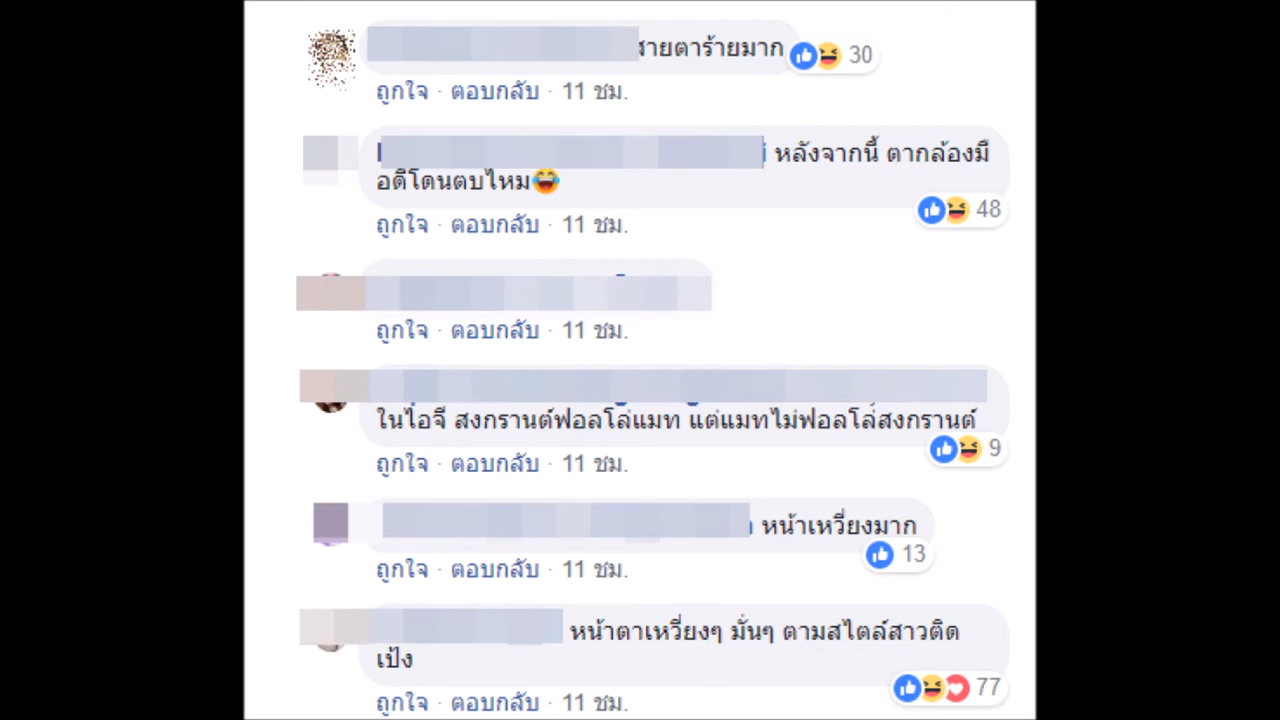 สายตาร้ายมาก
30
ถูกใจ · ตอบกลับ · 11 ชม.
หลังจากนี้ ตากล้องมื
อดีโดนตบไหม😂
48
ถูกใจ · ตอบกลับ · 11 ชม.
ถูกใจ · ตอบกลับ · 11 ชม.
ในไอจี สงกรานต์ฟอลโล่แมท แต่แมทไม่ฟอลโล่สงกรานต์
9
ถูกใจ · ตอบกลับ · 11 ชม.
หน้าเหวี่ยงมาก
13
ถูกใจ · ตอบกลับ · 11 ชม.
หน้าตาเหวี่ยงๆ มั่นๆ ตามสไตล์สาวติด
เป้ง
77
ถูกใจ · ตอบกลับ · 11 ชม.